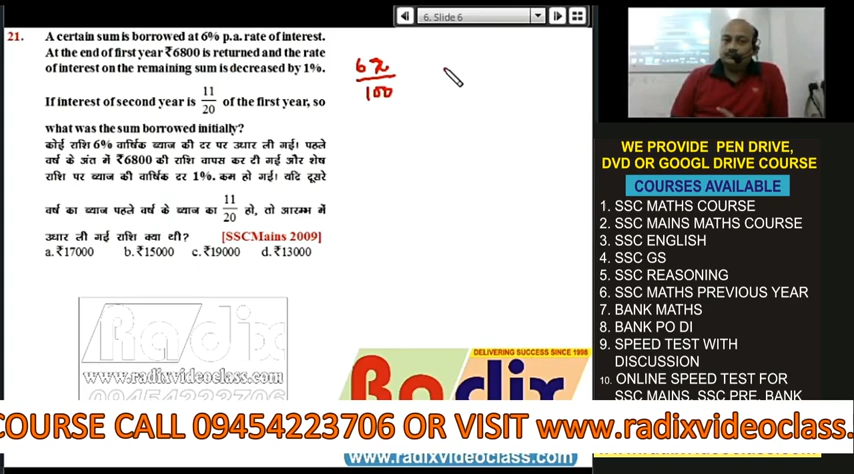 6. Slide 6
21. A certain sum is borrowed at 6% p.a. rate of interest.
At the end of first year ₹6800 is returned and the rate
of interest on the remaining sum is decreased by 1%.
If interest of second year is 11/20 of the first year, so
what was the sum borrowed initially?
कोई राशि 6% वार्षिक ब्याज की दर पर उधार ली गई। पहले
वर्ष के अंत में ₹6800 की राशि वापस कर दी गई और शेष
राशि पर ब्याज की वार्षिक दर 1%. कम हो गई। यदि दूसरे
वर्ष का ब्याज पहले वर्ष के ब्याज का 11/20 हो, तो आरम्भ में
उधार ली गई राशि क्या थी? [SSCMains 2009]
a. ₹17000 b. ₹15000 c. ₹19000 d. ₹13000
6x/100
Radix
www.radixvideoclass.com
09454223706
WE PROVIDE PEN DRIVE,
DVD OR GOOGL DRIVE COURSE
COURSES AVAILABLE
1. SSC MATHS COURSE
2. SSC MAINS MATHS COURSE
3. SSC ENGLISH
4. SSC GS
5. SSC REASONING
6. SSC MATHS PREVIOUS YEAR
7. BANK MATHS
8. BANK PO DI
9. SPEED TEST WITH
DISCUSSION
10. ONLINE SPEED TEST FOR
SSC MAINS, SSC PRE, BANK
DELIVERING SUCCESS SINCE 1998
Radix
COURSE CALL 09454223706 OR VISIT www.radixvideoclass.
www.radixvideoclass.com